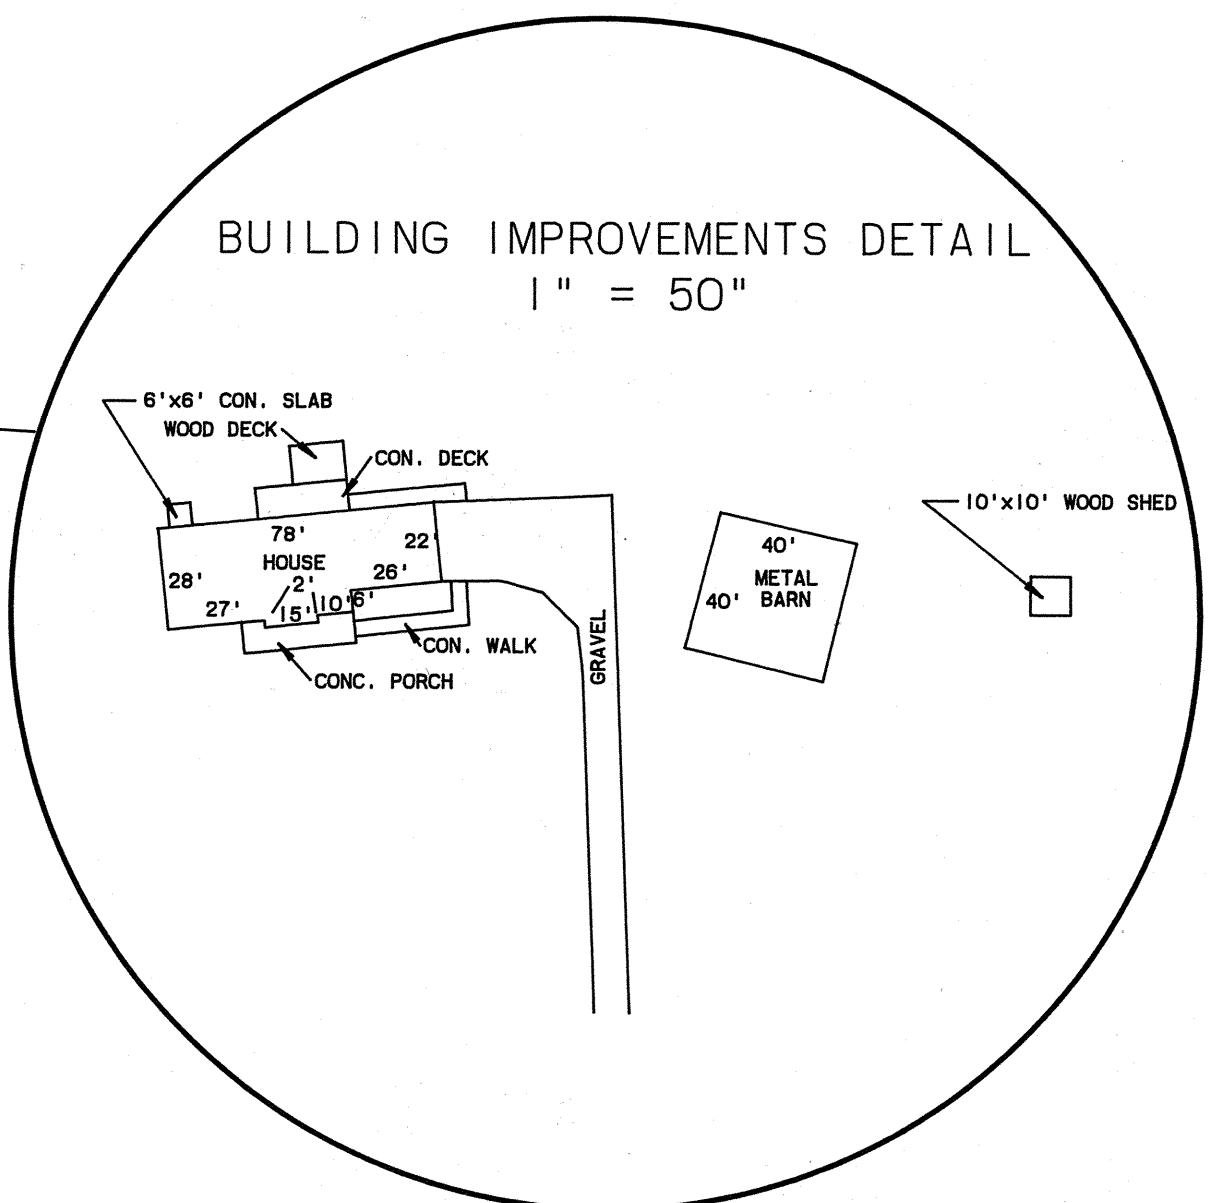 BUILDING IMPROVEMENTS DETAIL
1" = 50"
6'x6' CON. SLAB
WOOD DECK
CON. DECK
10'x10' WOOD SHED
78'
22'
HOUSE
28'
26'
2'
27'
15'
10'
6'
40'
METAL
BARN
40'
GRAVEL
CON. WALK
CONC. PORCH